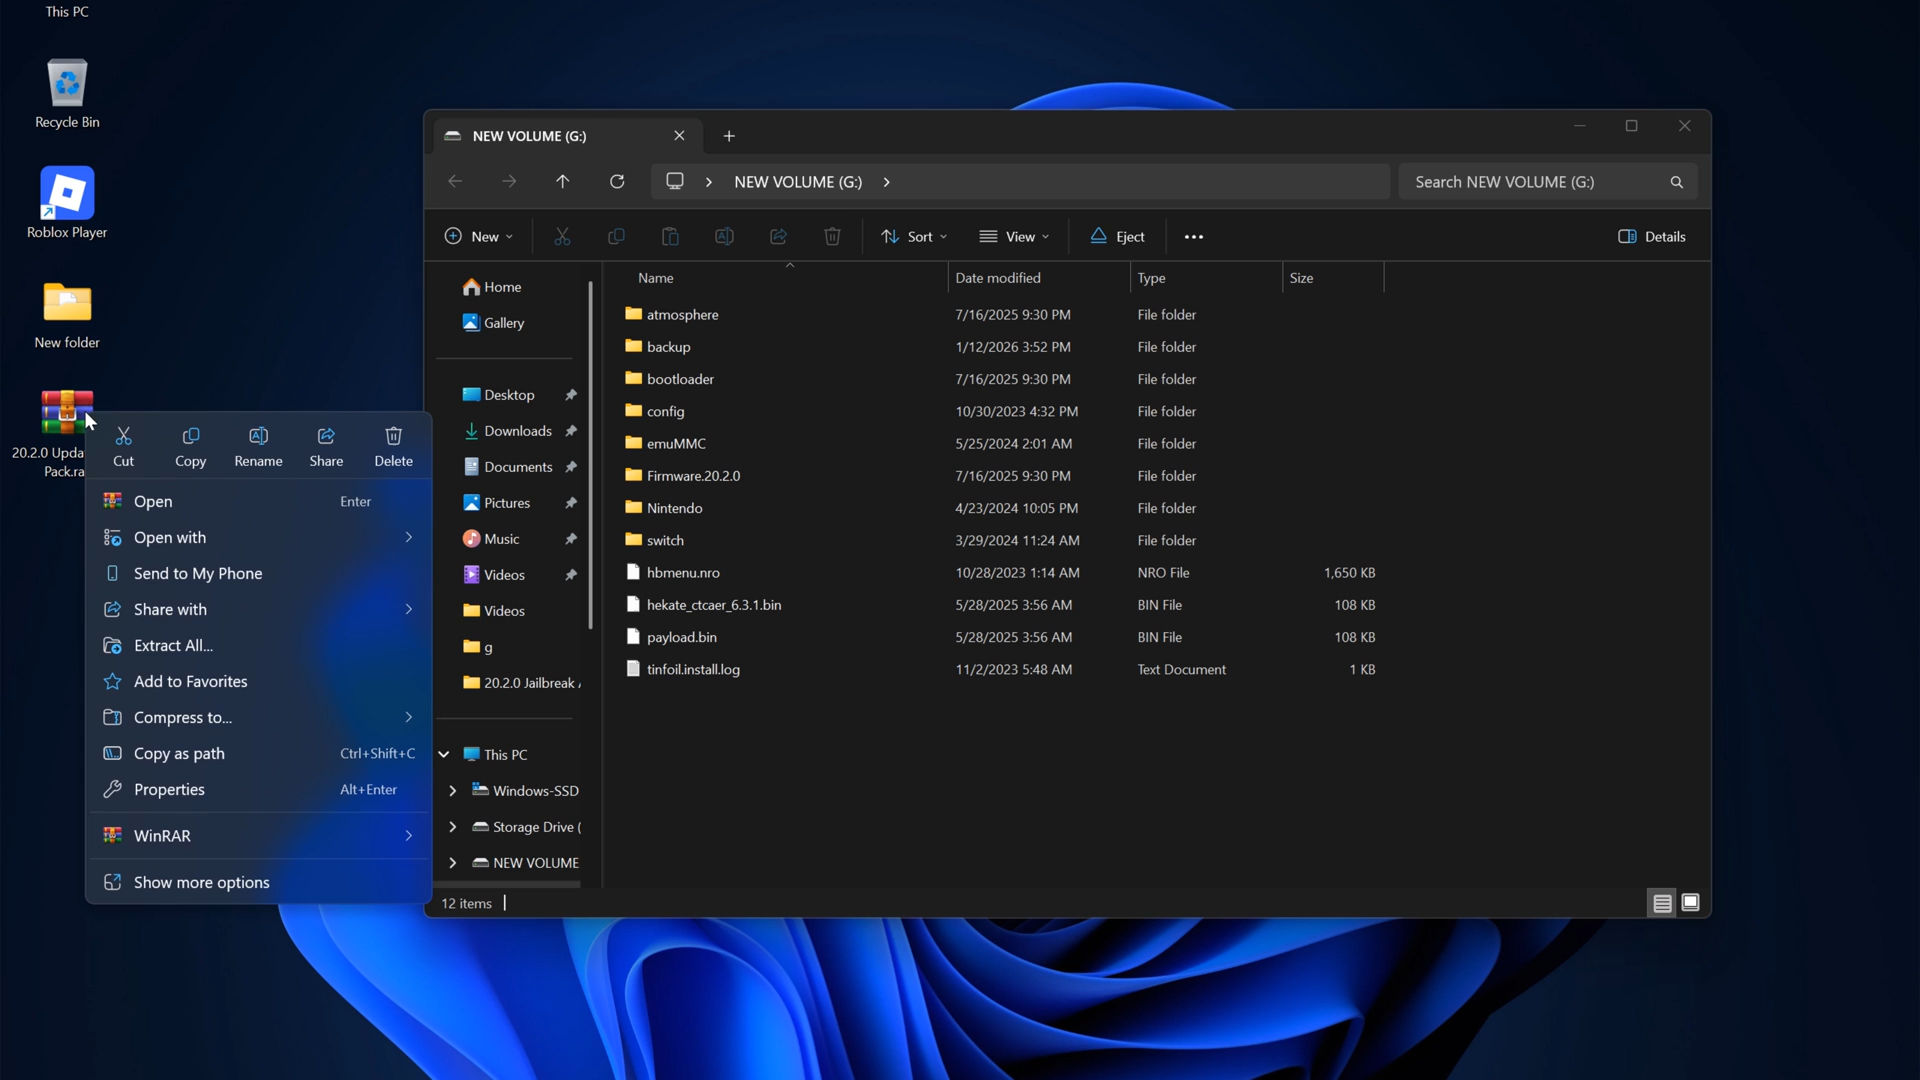 This PC
Recycle Bin
Roblox Player
New folder
20.2.0 Upda
Pack.ra
Cut Copy Rename Share Delete
Open Enter
Open with
Send to My Phone
Share with
Extract All...
Add to Favorites
Compress to...
Copy as path Ctrl+Shift+C
Properties Alt+Enter
WinRAR
Show more options
NEW VOLUME (G:)
NEW VOLUME (G:) Search NEW VOLUME (G:)
New Sort View Eject Details
Home
Gallery
Desktop
Downloads
Documents
Pictures
Music
Videos
Videos
g
20.2.0 Jailbreak
This PC
Windows-SSD
Storage Drive (
NEW VOLUME
Name Date modified Type Size
atmosphere 7/16/2025 9:30 PM File folder
backup 1/12/2026 3:52 PM File folder
bootloader 7/16/2025 9:30 PM File folder
config 10/30/2023 4:32 PM File folder
emuMMC 5/25/2024 2:01 AM File folder
Firmware.20.2.0 7/16/2025 9:30 PM File folder
Nintendo 4/23/2024 10:05 PM File folder
switch 3/29/2024 11:24 AM File folder
hbmenu.nro 10/28/2023 1:14 AM NRO File 1,650 KB
hekate_ctcaer_6.3.1.bin 5/28/2025 3:56 AM BIN File 108 KB
payload.bin 5/28/2025 3:56 AM BIN File 108 KB
tinfoil.install.log 11/2/2023 5:48 AM Text Document 1 KB
12 items